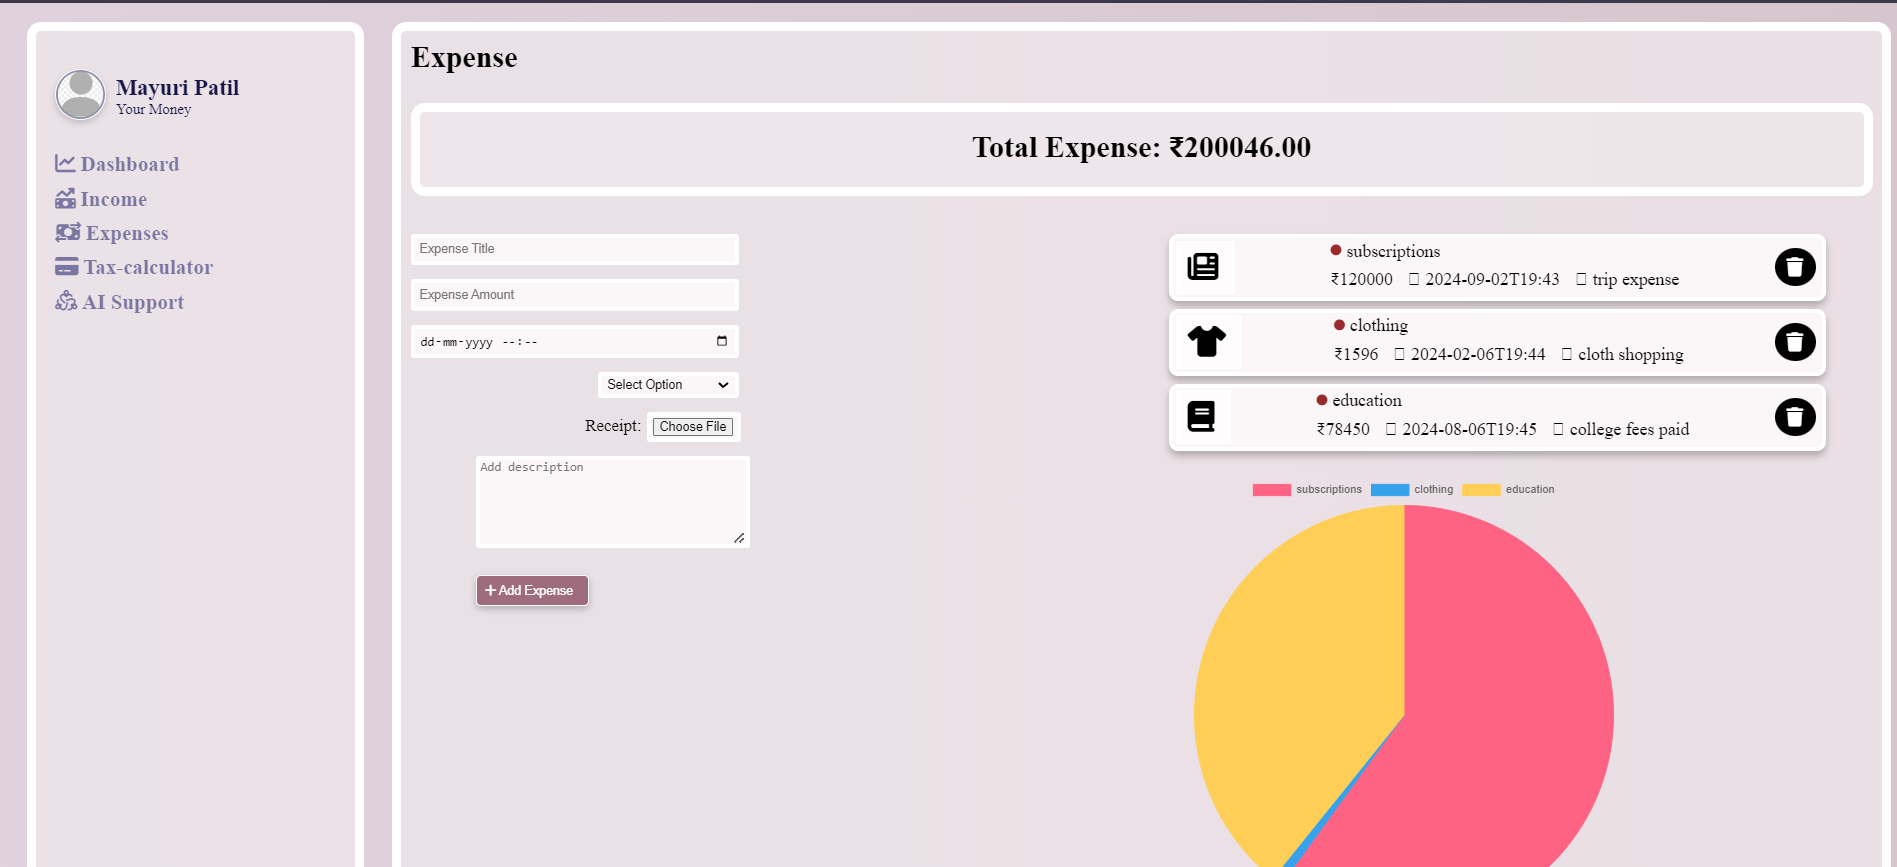 Mayuri Patil
Your Money
Dashboard
Income
Expenses
Tax-calculator
AI Support
Expense
Total Expense: ₹200046.00
Expense Title
Expense Amount
dd-mm-yyyy --:--
Select Option
Receipt: Choose File
Add description
+ Add Expense
subscriptions
₹120000 2024-09-02T19:43 trip expense
clothing
₹1596 2024-02-06T19:44 cloth shopping
education
₹78450 2024-08-06T19:45 college fees paid
subscriptions clothing education